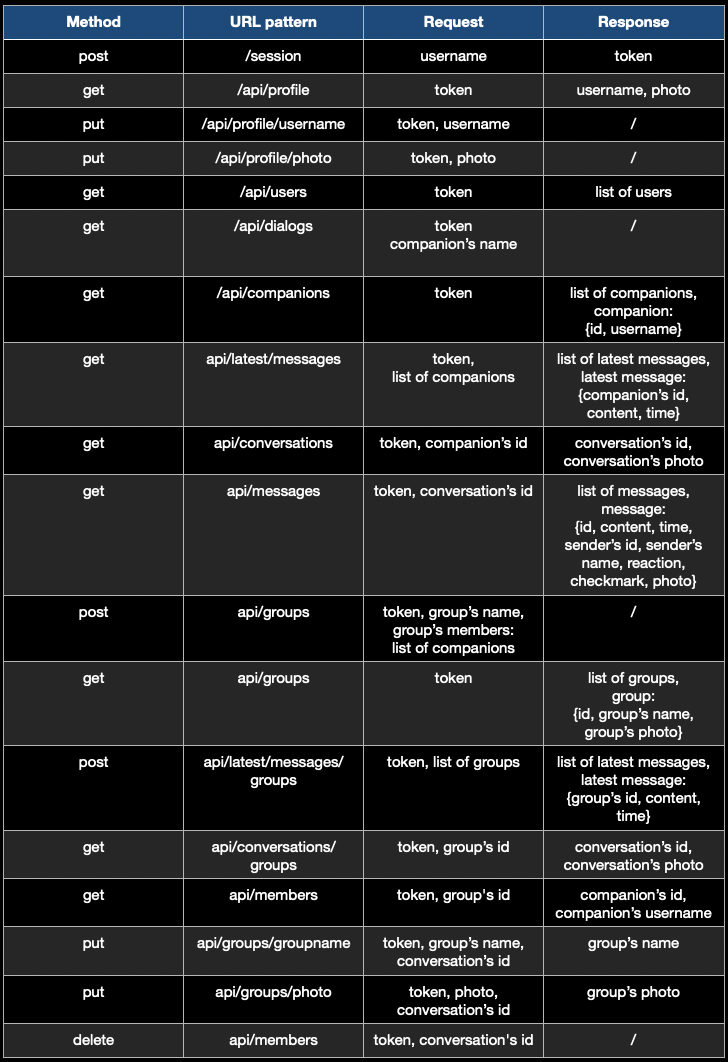 Method URL pattern Request Response
post /session username token
get /api/profile token username, photo
put /api/profile/username token, username /
put /api/profile/photo token, photo /
get /api/users token list of users
get /api/dialogs token /
companion’s name
get /api/companions token list of companions,
companion:
{id, username}
get api/latest/messages token, list of latest messages,
list of companions latest message:
{companion’s id,
content, time}
get api/conversations token, companion’s id conversation’s id,
conversation’s photo
get api/messages token, conversation’s id list of messages,
message:
{id, content, time,
sender’s id, sender’s
name, reaction,
checkmark, photo}
post api/groups token, group’s name, /
group’s members:
list of companions
get api/groups token list of groups,
group:
{id, group’s name,
group’s photo}
post api/latest/messages/ token, list of groups list of latest messages,
groups latest message:
{group’s id, content,
time}
get api/conversations/ token, group’s id conversation’s id,
groups conversation’s photo
get api/members token, group's id companion’s id,
companion’s username
put api/groups/groupname token, group’s name, group’s name
conversation’s id
put api/groups/photo token, photo, group’s photo
conversation’s id
delete api/members token, conversation's id /